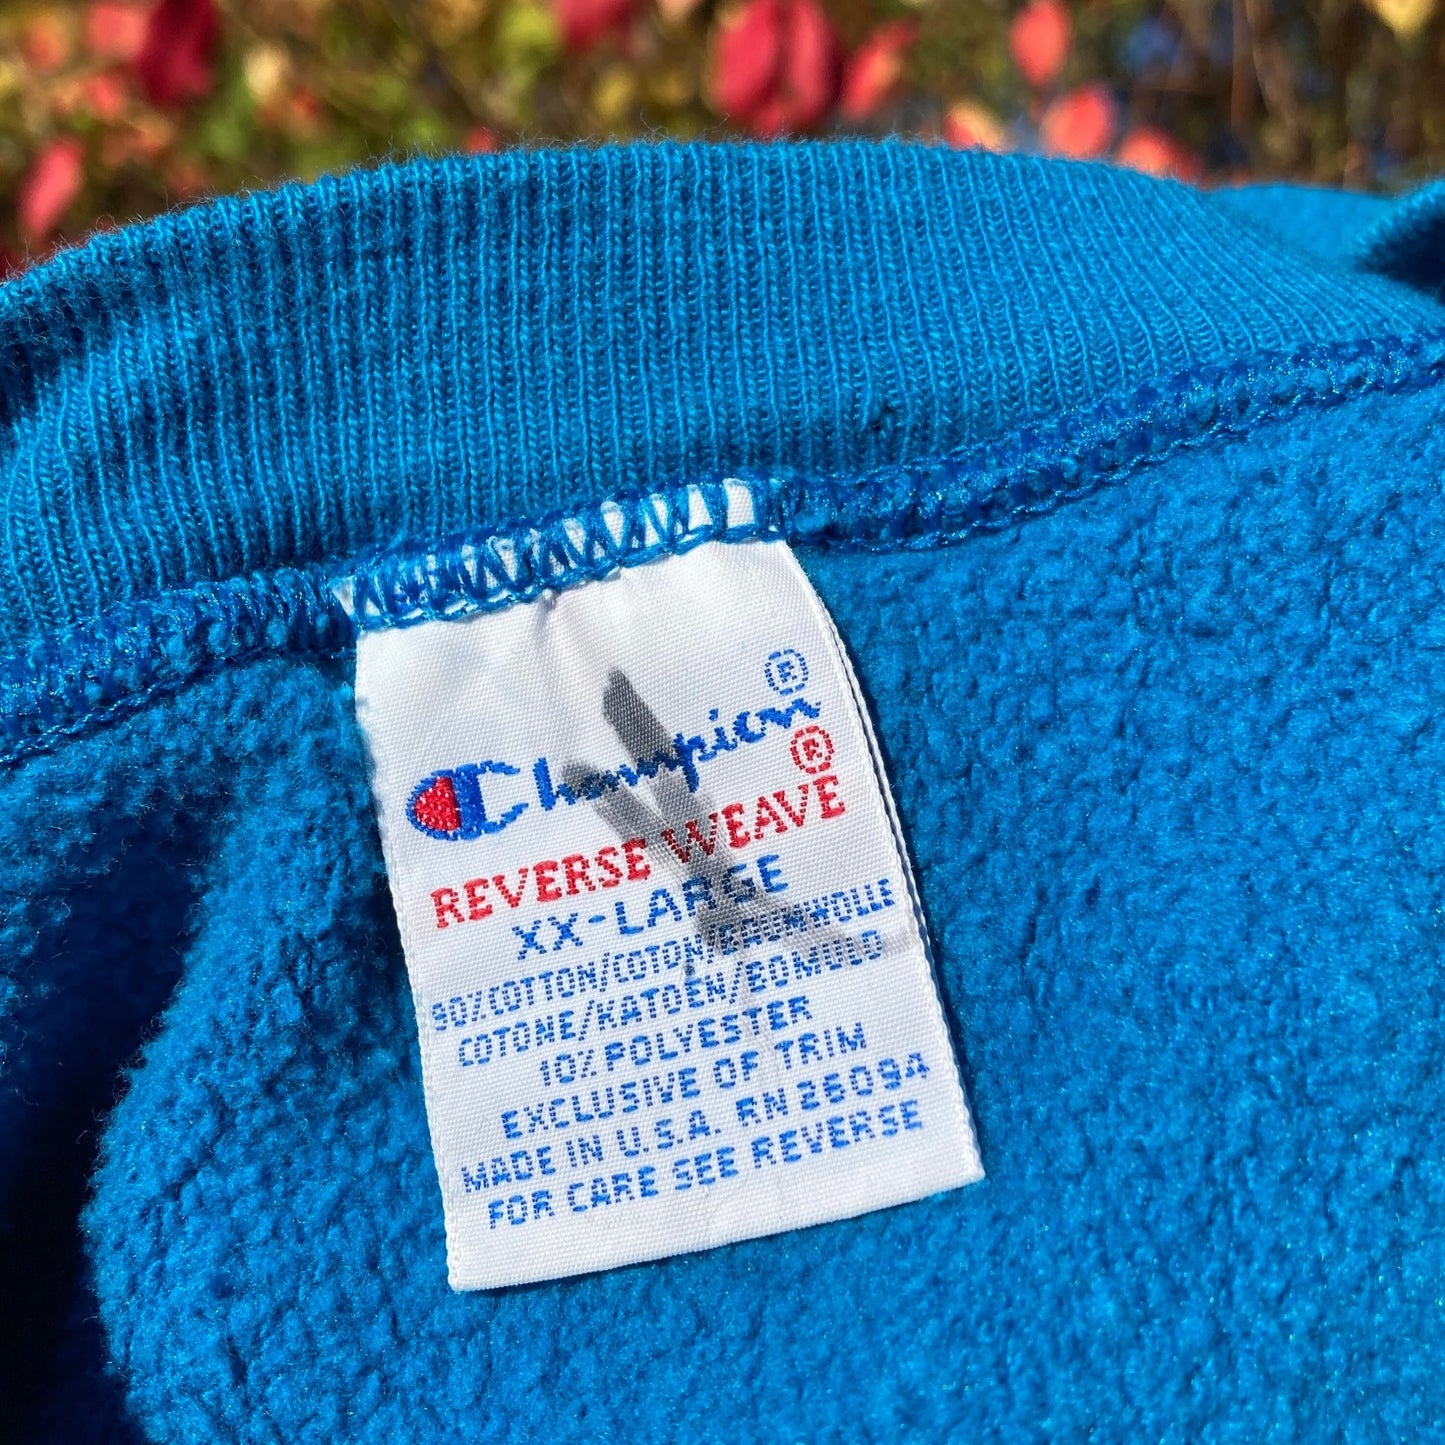 Champion®
REVERSE WEAVE®
XX-LARGE
90% COTTON/COTON/BAUMWOLLE
COTONE/KATOEN/BOMULD
10% POLYESTER
EXCLUSIVE OF TRIM
MADE IN U.S.A. RN 26094
FOR CARE SEE REVERSE